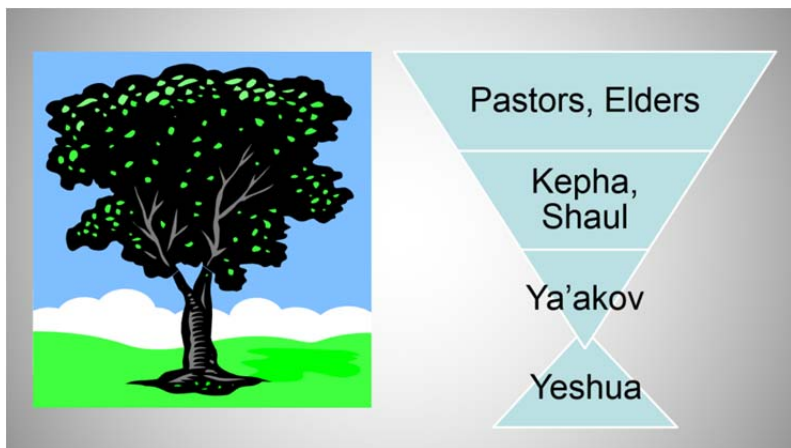 Pastors, Elders
Kepha,
Shaul
Ya’akov
Yeshua